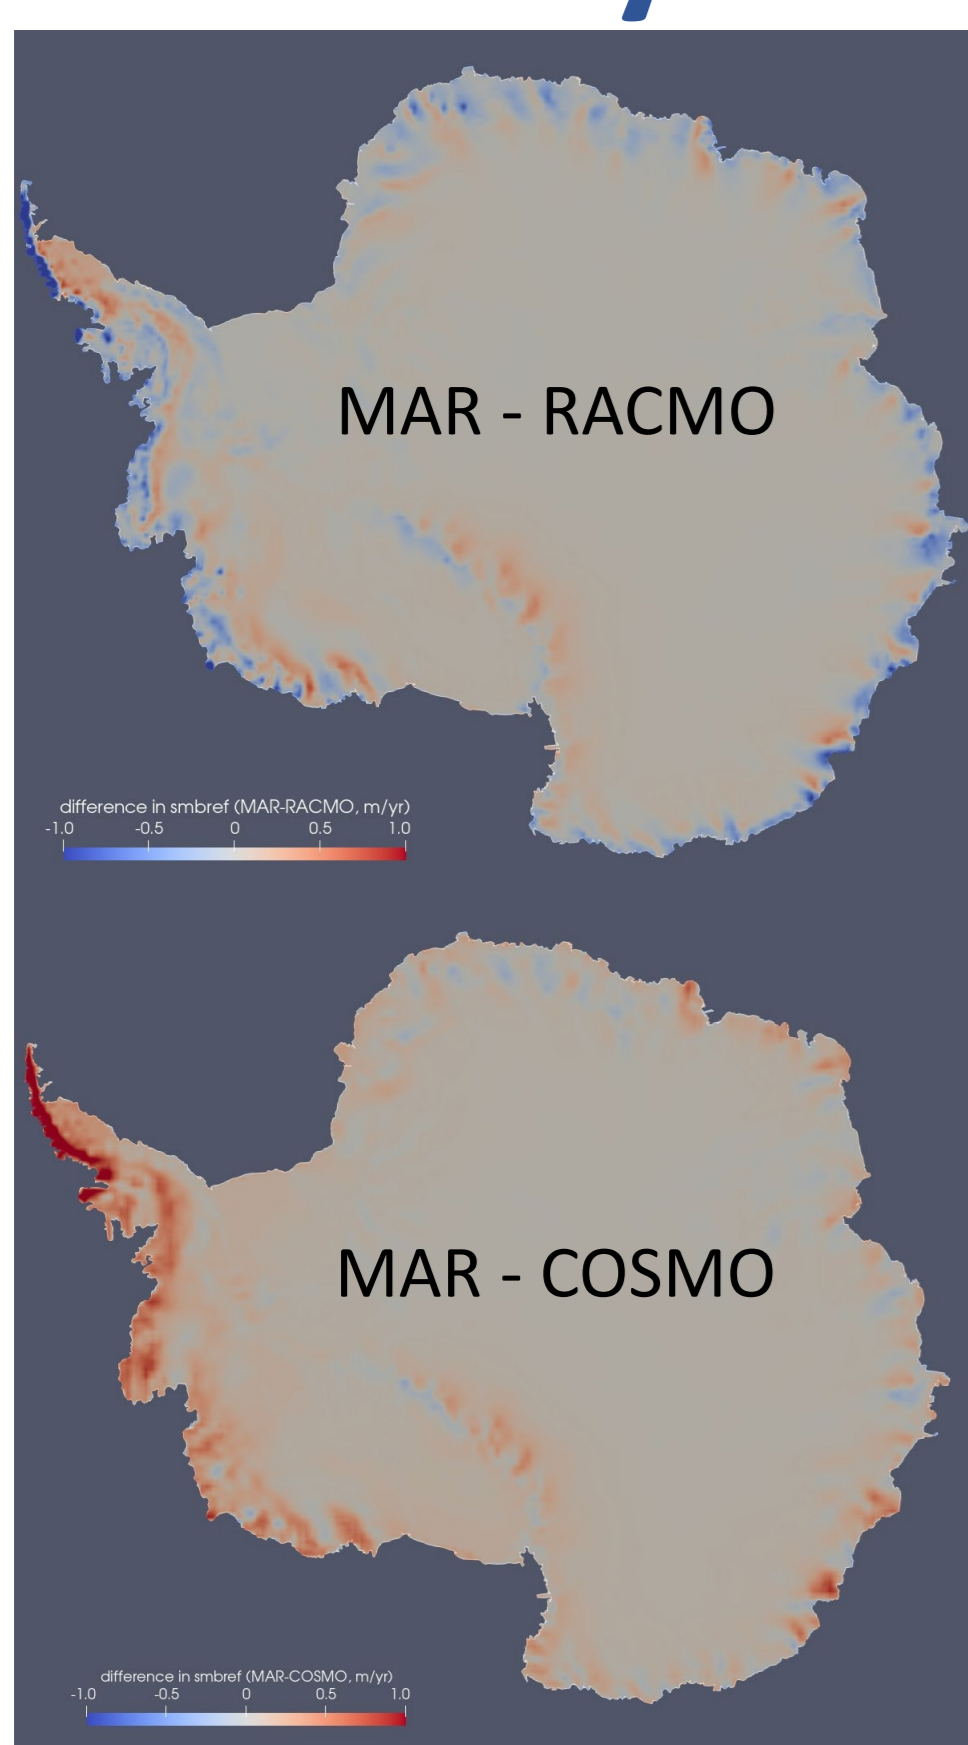 MAR - RACMO
difference in smbref (MAR-RACMO, m/yr)
-1.0 -0.5 0 0.5 1.0
MAR - COSMO
difference in smbref (MAR-COSMO, m/yr)
-1.0 -0.5 0 0.5 1.0